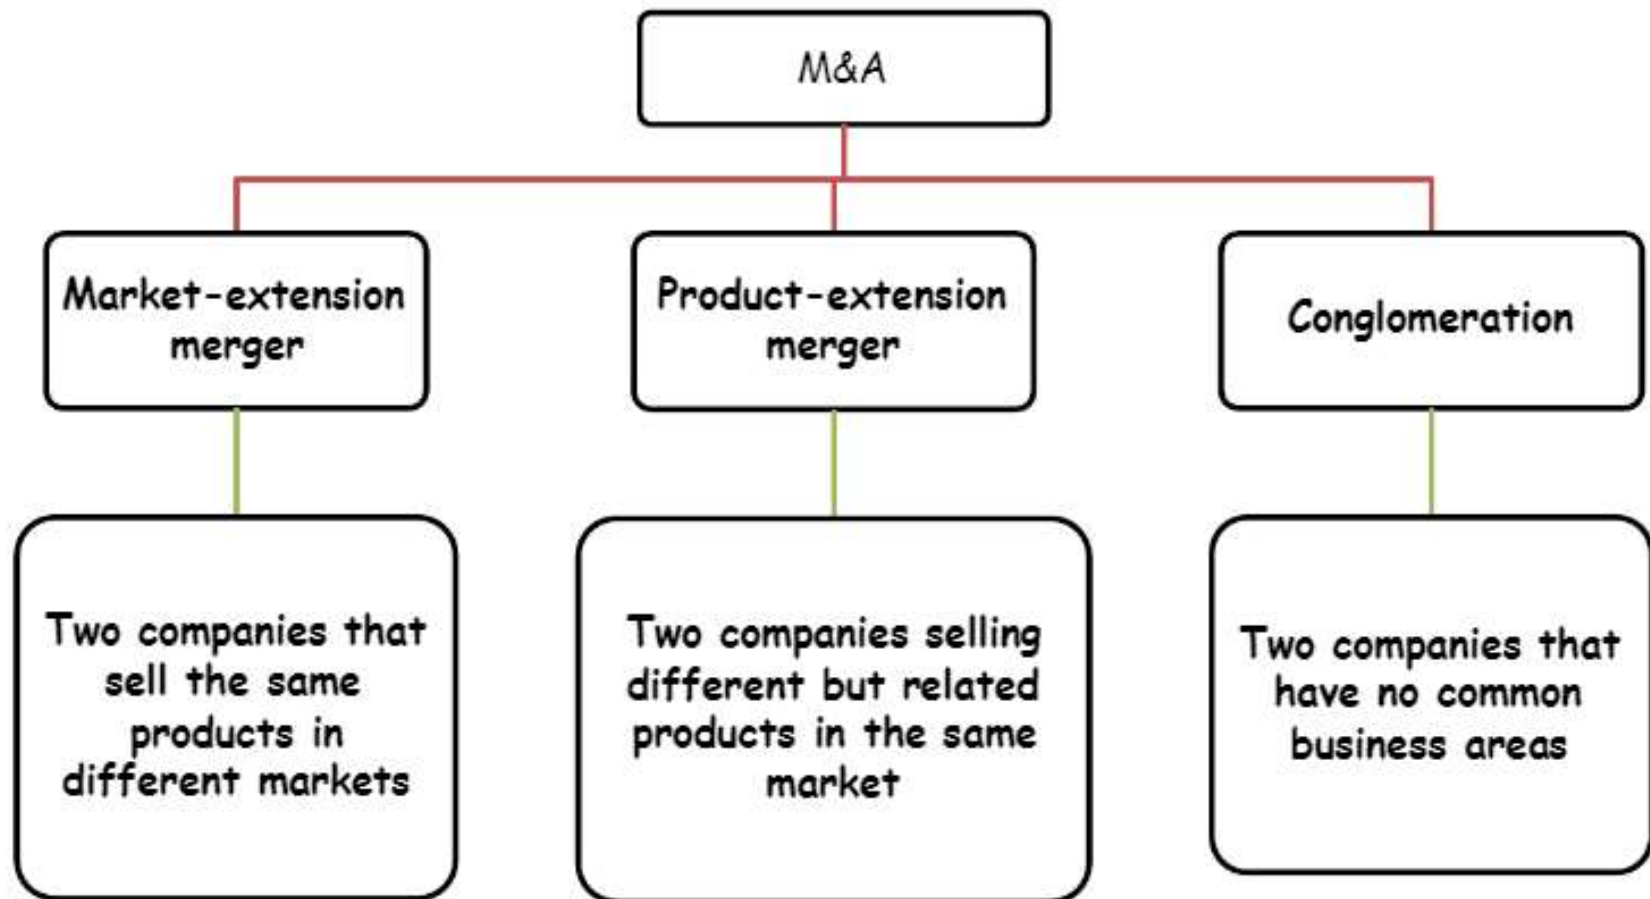 M&A
Market-extension
merger
Product-extension
merger
Conglomeration
Two companies that
sell the same
products in
different markets
Two companies selling
different but related
products in the same
market
Two companies that
have no common
business areas